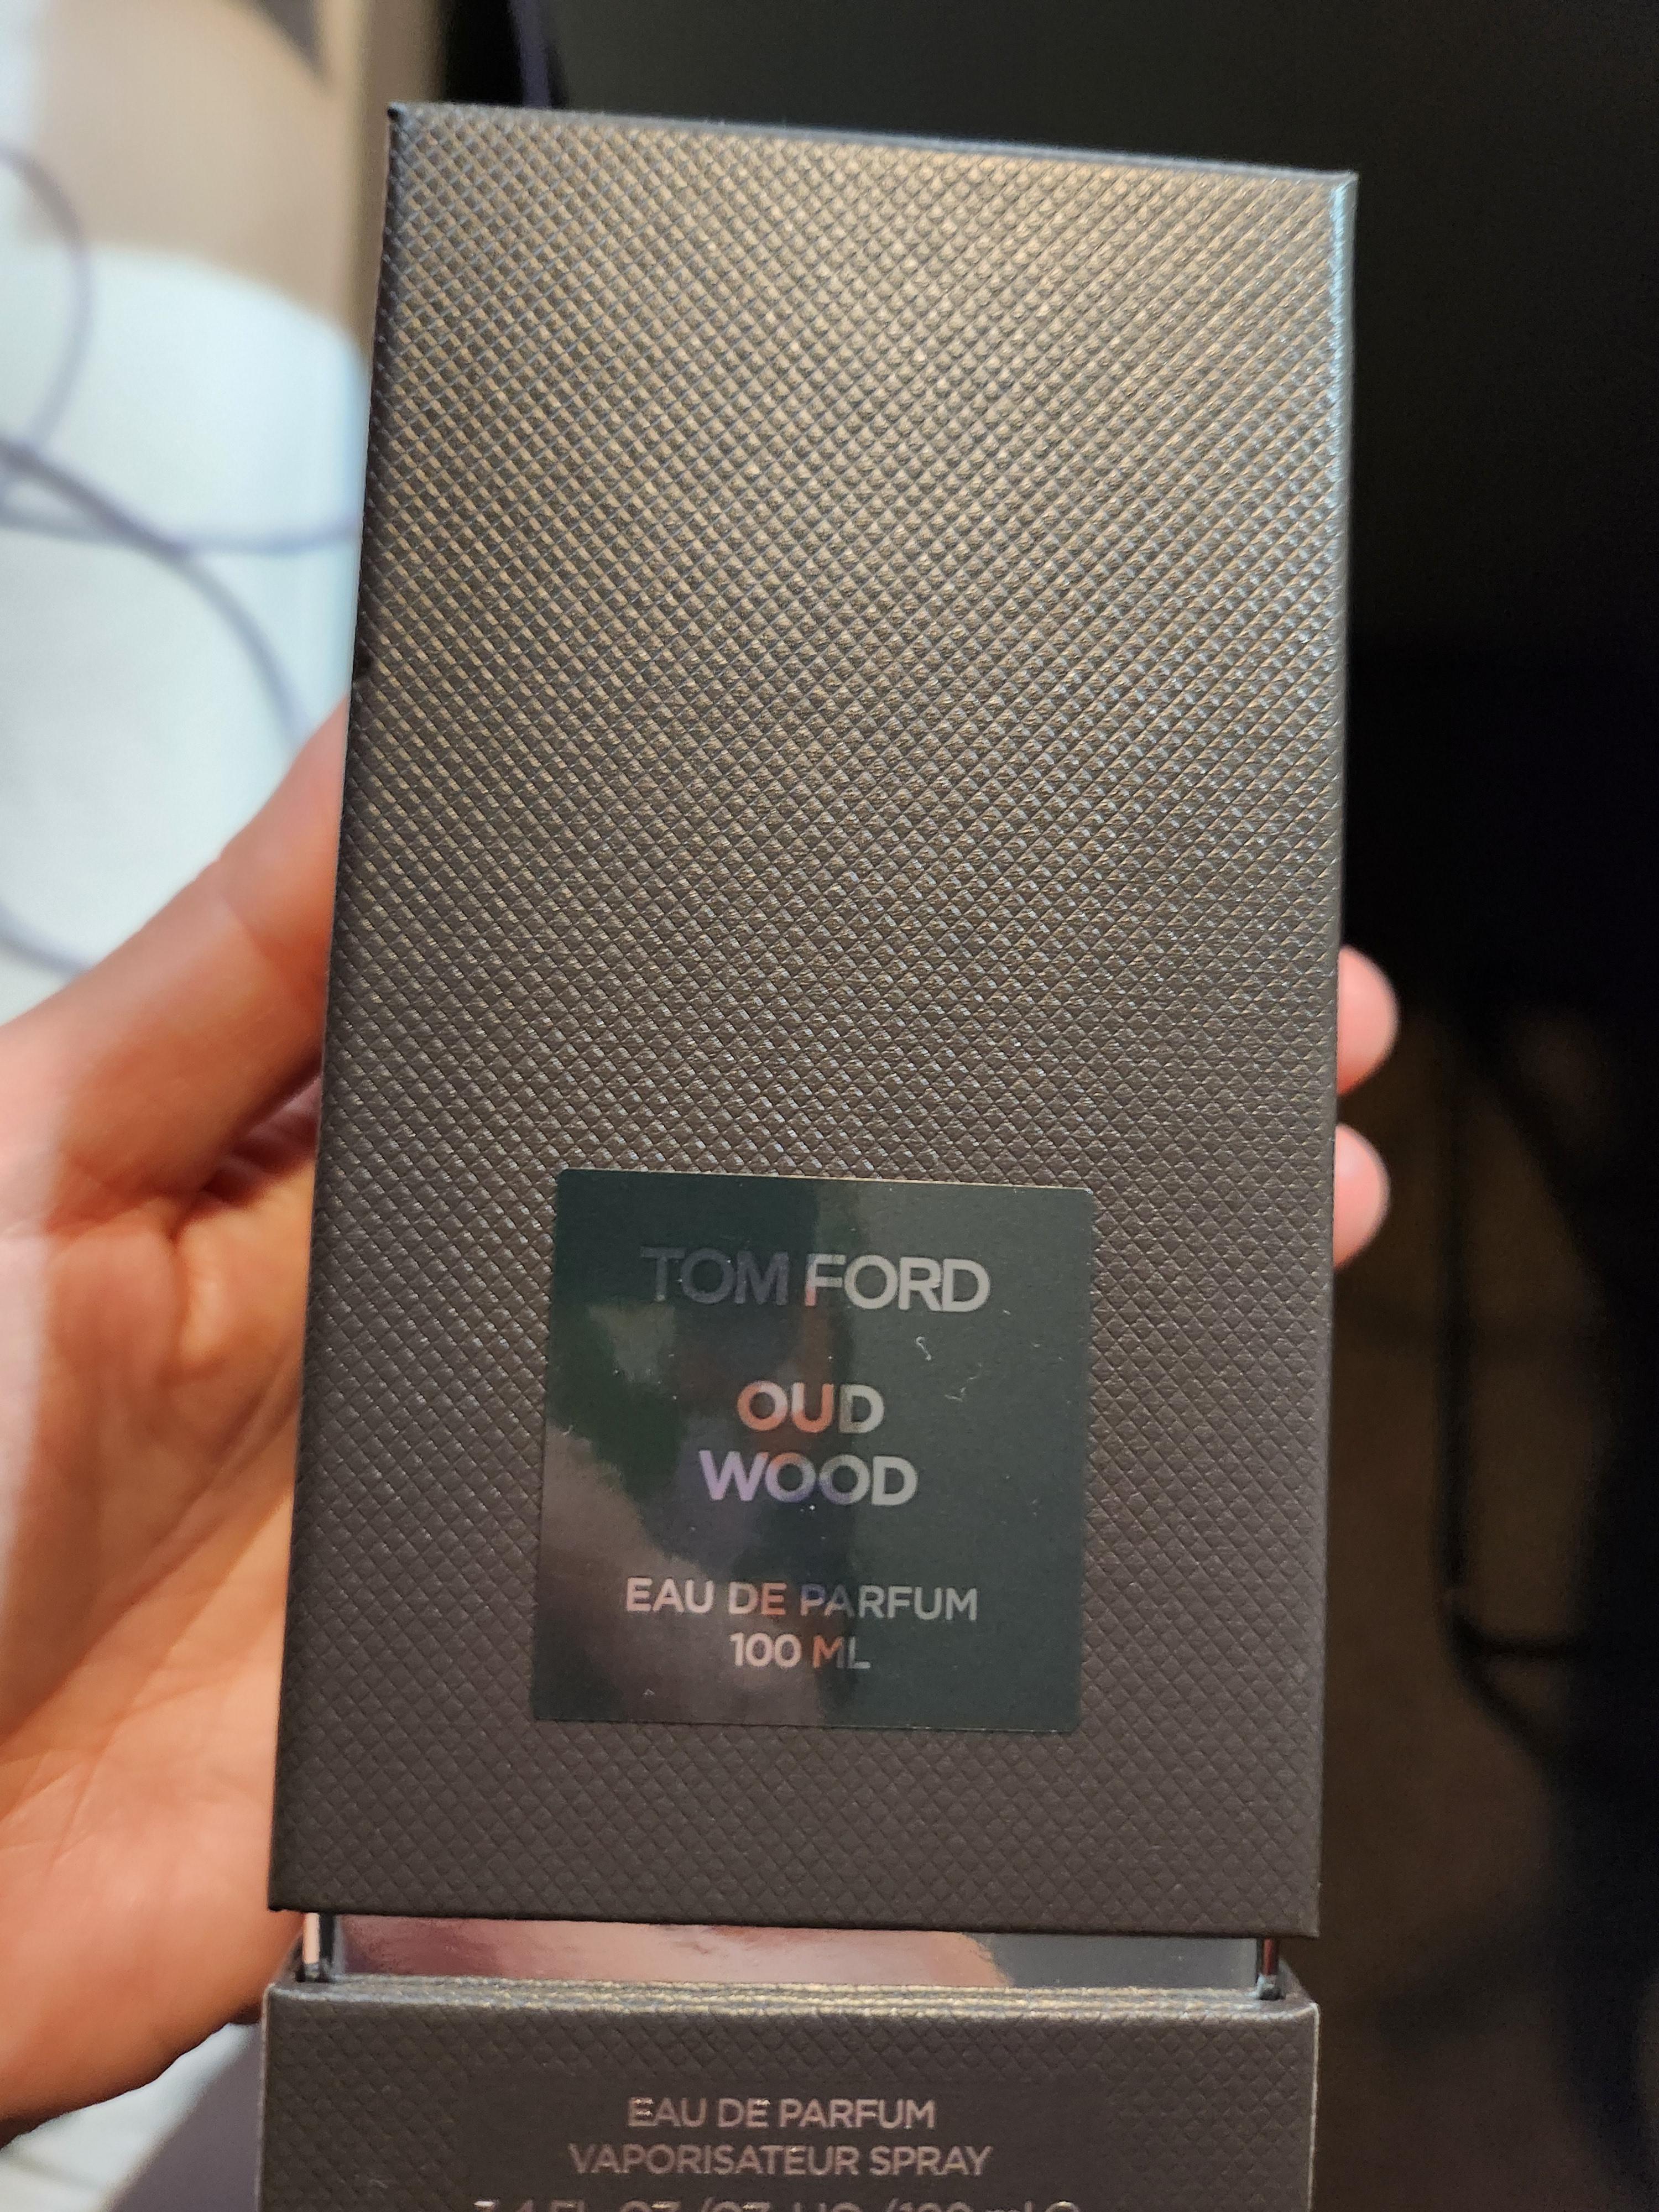 TOM FORD
OUD
WOOD
EAU DE PARFUM
100 ML
EAU DE PARFUM
VAPORISATEUR SPRAY